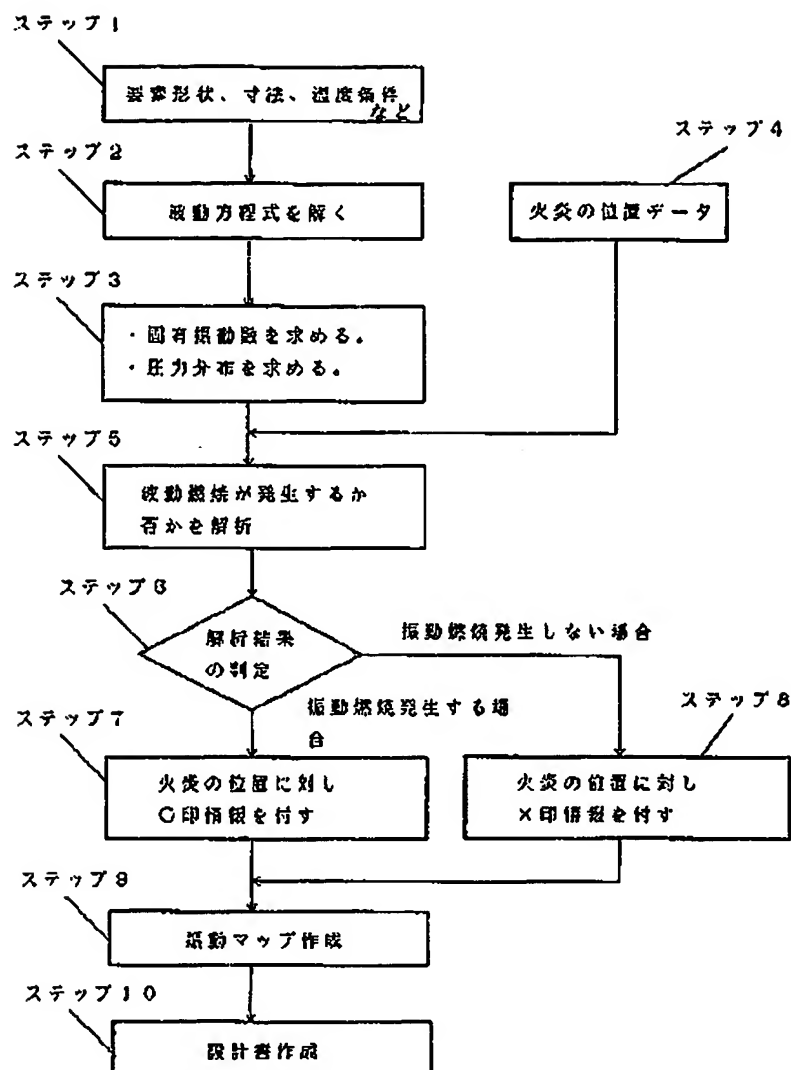 ステップ1
要素形状、寸法、温度条件
など
ステップ2
波動方程式を解く
ステップ4
火炎の位置データ
ステップ3
・固有振動数を求める。
・圧力分布を求める。
ステップ5
波動燃焼が発生するか
否かを解析
ステップ6
解析結果
の判定
振動燃焼発生しない場合
振動燃焼発生する場
合
ステップ7
火炎の位置に対し
○印情報を付す
ステップ8
火炎の位置に対し
×印情報を付す
ステップ9
振動マップ作成
ステップ10
設計書作成